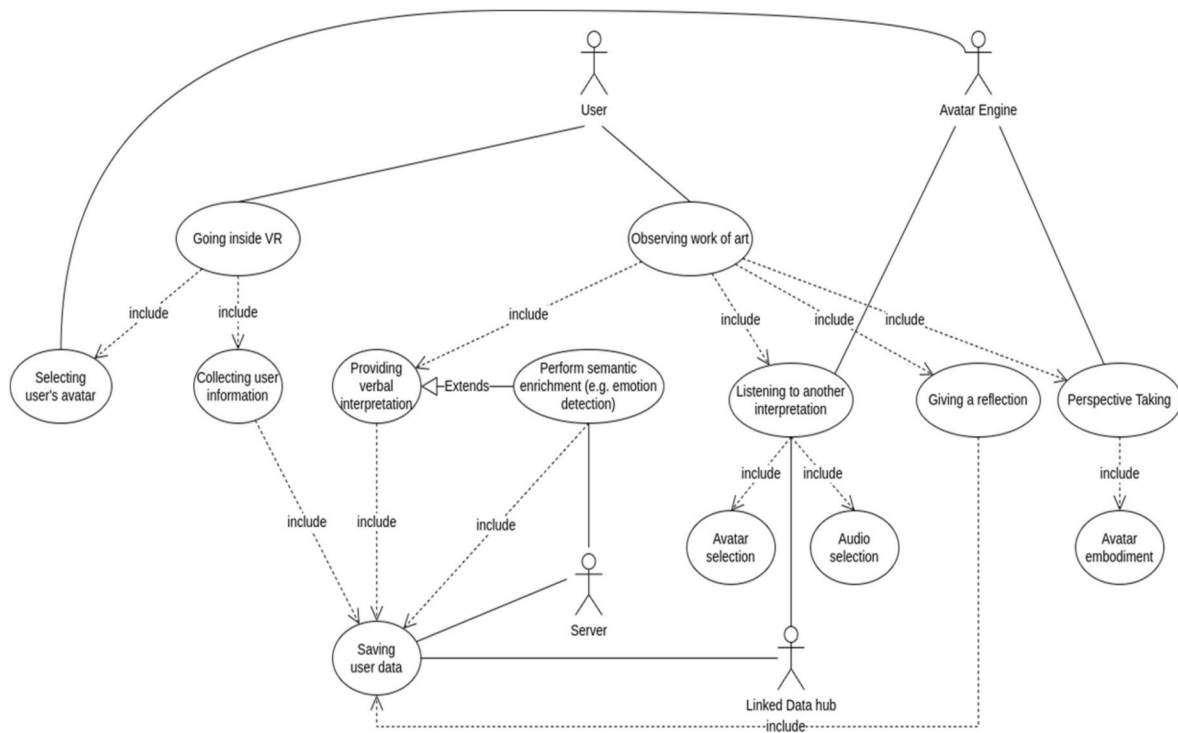 User
Avatar Engine
Going inside VR
Observing work of art
include
include
include
include
include
include
Selecting
user's avatar
Collecting user
information
Providing
verbal
interpretation
Extends
Perform semantic
enrichment (e.g. emotion
detection)
Listening to another
interpretation
Giving a reflection
Perspective Taking
include
include
include
include
include
include
Avatar
selection
Audio
selection
Avatar
embodiment
Server
Saving
user data
Linked Data hub
include